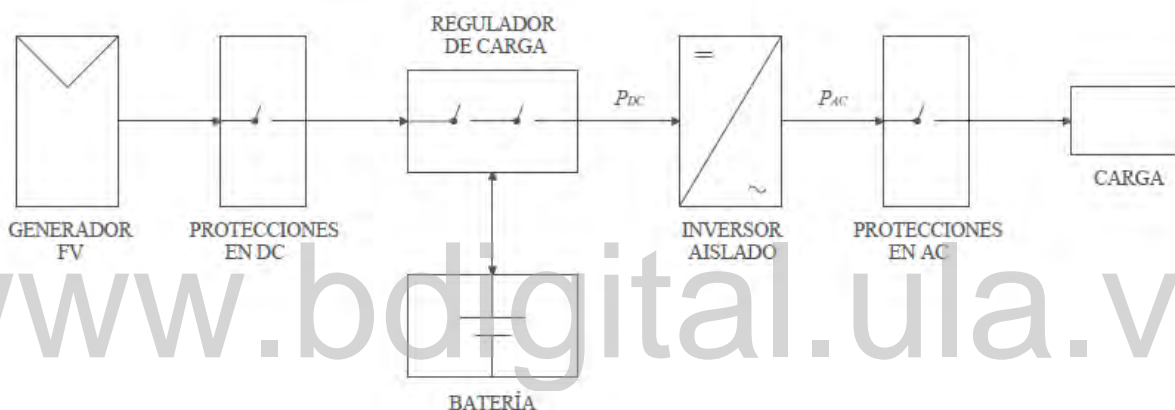 REGULADOR
DE CARGA
P_DC
P_AC
GENERADOR
FV
PROTECCIONES
EN DC
INVERSOR
AISLADO
PROTECCIONES
EN AC
CARGA
BATERÍA
www.bdigital.ula.v